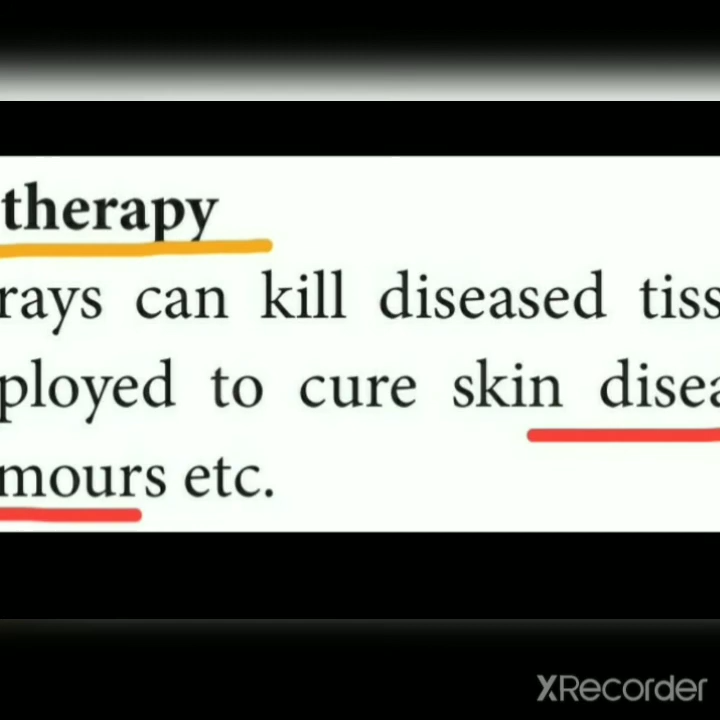 therapy
rays can kill diseased tiss
ployed to cure skin disea
mours etc.
XRecorder